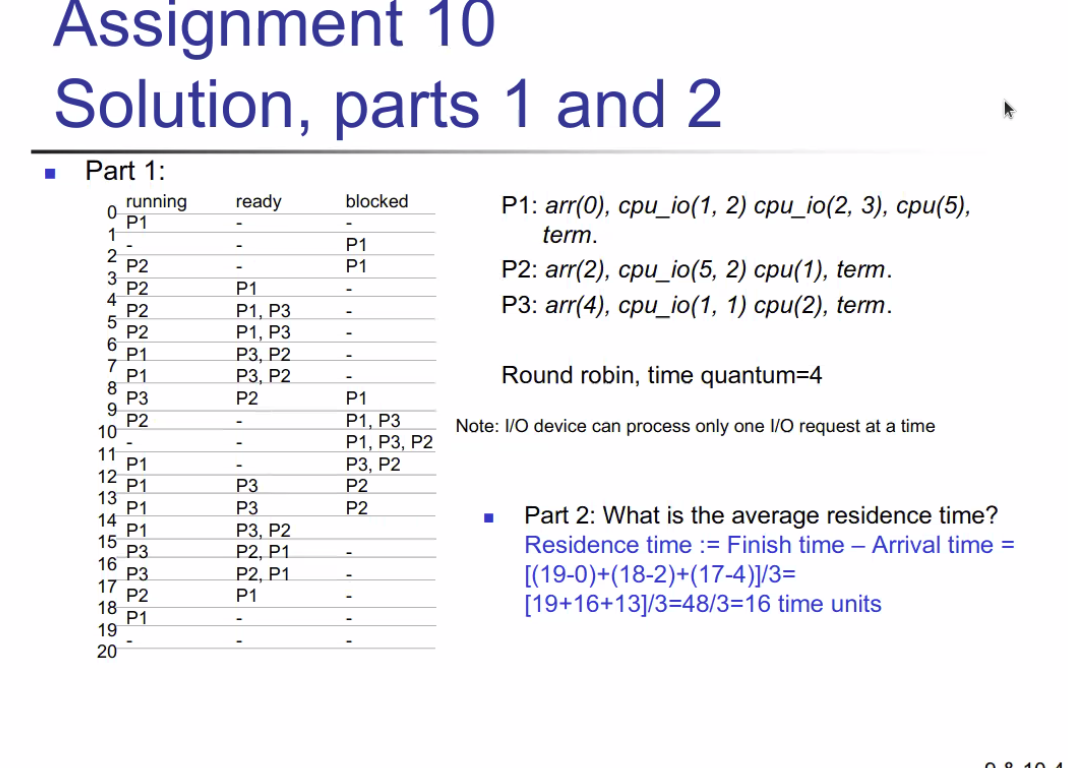 Assignment 10
Solution, parts 1 and 2
Part 1:
running ready blocked
0
P1 - -
1
- - P1
2
P2 - P1
3
P2 P1 -
4
P2 P1, P3 -
5
P2 P1, P3 -
6
P1 P3, P2 -
7
P1 P3, P2 -
8
P3 P2 P1
9
P2 - P1, P3
10
- - P1, P3, P2
11
P1 - P3, P2
12
P1 P3 P2
13
P1 P3 P2
14
P1 P3, P2
15
P3 P2, P1 -
16
P3 P2, P1 -
17
P2 P1 -
18
P1 - -
19
- - -
20
P1: arr(0), cpu_io(1, 2) cpu_io(2, 3), cpu(5),
term.
P2: arr(2), cpu_io(5, 2) cpu(1), term.
P3: arr(4), cpu_io(1, 1) cpu(2), term.
Round robin, time quantum=4
Note: I/O device can process only one I/O request at a time
Part 2: What is the average residence time?
Residence time := Finish time – Arrival time =
[(19-0)+(18-2)+(17-4)]/3=
[19+16+13]/3=48/3=16 time units